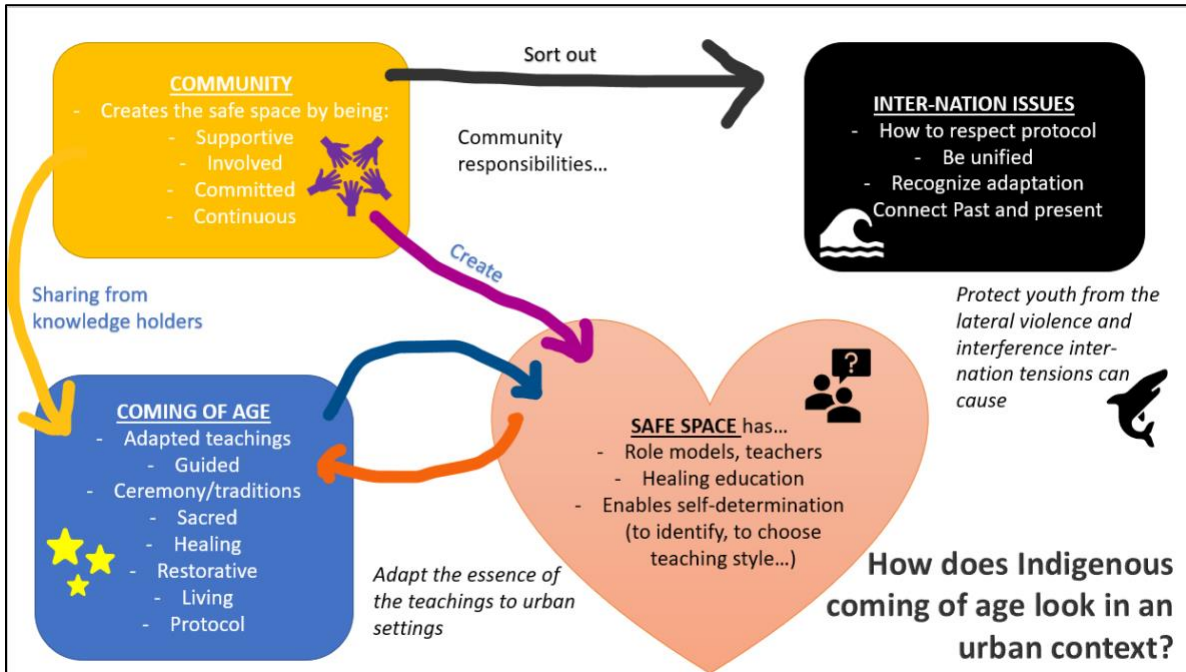 COMMUNITY
- Creates the safe space by being:
- Supportive
- Involved
- Committed
- Continuous
Sort out
Community
responsibilities...
INTER-NATION ISSUES
- How to respect protocol
- Be unified
- Recognize adaptation
Connect Past and present
Create
Sharing from
knowledge holders
Protect youth from the
lateral violence and
interference inter-
nation tensions can
cause
COMING OF AGE
- Adapted teachings
- Guided
- Ceremony/traditions
- Sacred
- Healing
- Restorative
- Living
- Protocol
?
SAFE SPACE has...
- Role models, teachers
- Healing education
- Enables self-determination
(to identify, to choose
teaching style...)
Adapt the essence of
the teachings to urban
settings
How does Indigenous
coming of age look in an
urban context?